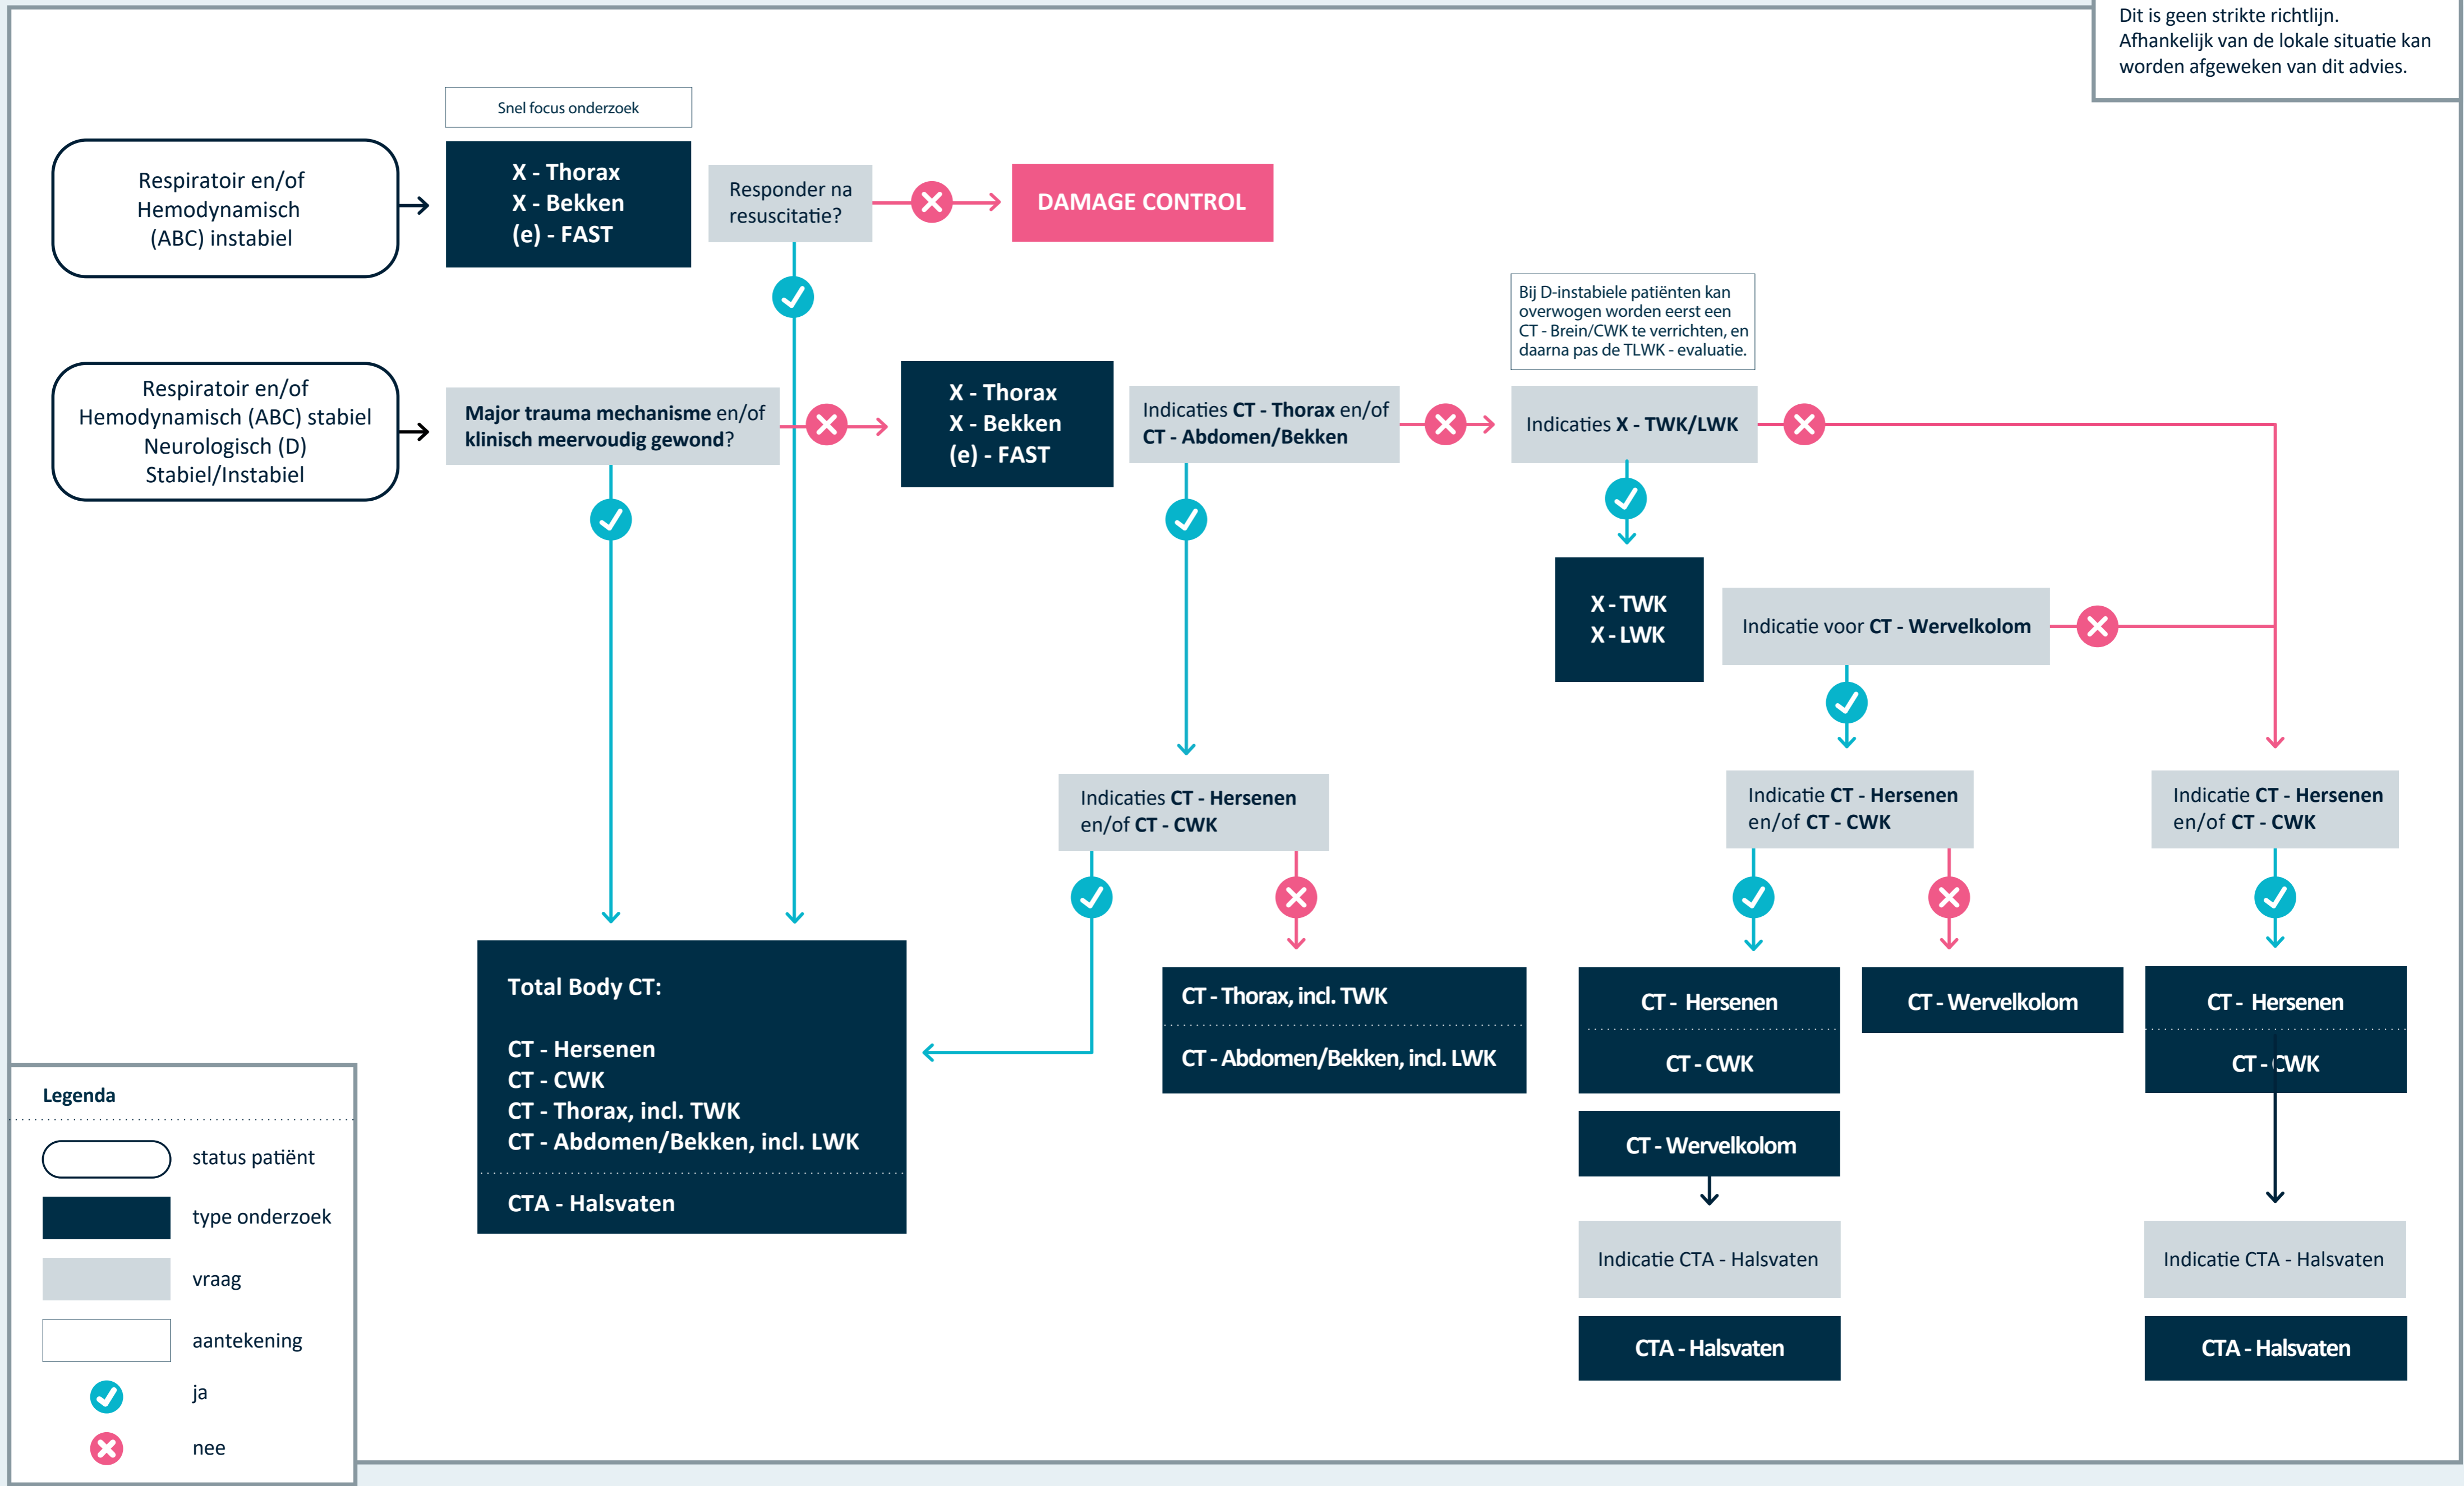 Dit is geen strikte richtlijn.
Afhankelijk van de lokale situatie kan
worden afgeweken van dit advies.
Snel focus onderzoek
Respiratoir en/of
Hemodynamisch
(ABC) instabiel
X - Thorax
X - Bekken
(e) - FAST
Responder na
resuscitatie?
DAMAGE CONTROL
Bij D-instabiele patiënten kan
overwogen worden eerst een
CT - Brein/CWK te verrichten, en
daarna pas de TLWK - evaluatie.
Respiratoir en/of
Hemodynamisch (ABC) stabiel
Neurologisch (D)
Stabiel/Instabiel
Major trauma mechanisme en/of
klinisch meervoudig gewond?
X - Thorax
X - Bekken
(e) - FAST
Indicaties CT - Thorax en/of
CT - Abdomen/Bekken
Indicaties X - TWK/LWK
X - TWK
X - LWK
Indicatie voor CT - Wervelkolom
Indicaties CT - Hersenen
en/of CT - CWK
Indicatie CT - Hersenen
en/of CT - CWK
Indicatie CT - Hersenen
en/of CT - CWK
Total Body CT:
CT - Hersenen
CT - CWK
CT - Thorax, incl. TWK
CT - Abdomen/Bekken, incl. LWK
CTA - Halsvaten
CT - Thorax, incl. TWK
CT - Abdomen/Bekken, incl. LWK
CT - Hersenen
CT - CWK
CT - Wervelkolom
Indicatie CTA - Halsvaten
CTA - Halsvaten
CT - Wervelkolom
CT - Hersenen
CT - CWK
Indicatie CTA - Halsvaten
CTA - Halsvaten
Legenda
status patiënt
type onderzoek
vraag
aantekening
ja
nee